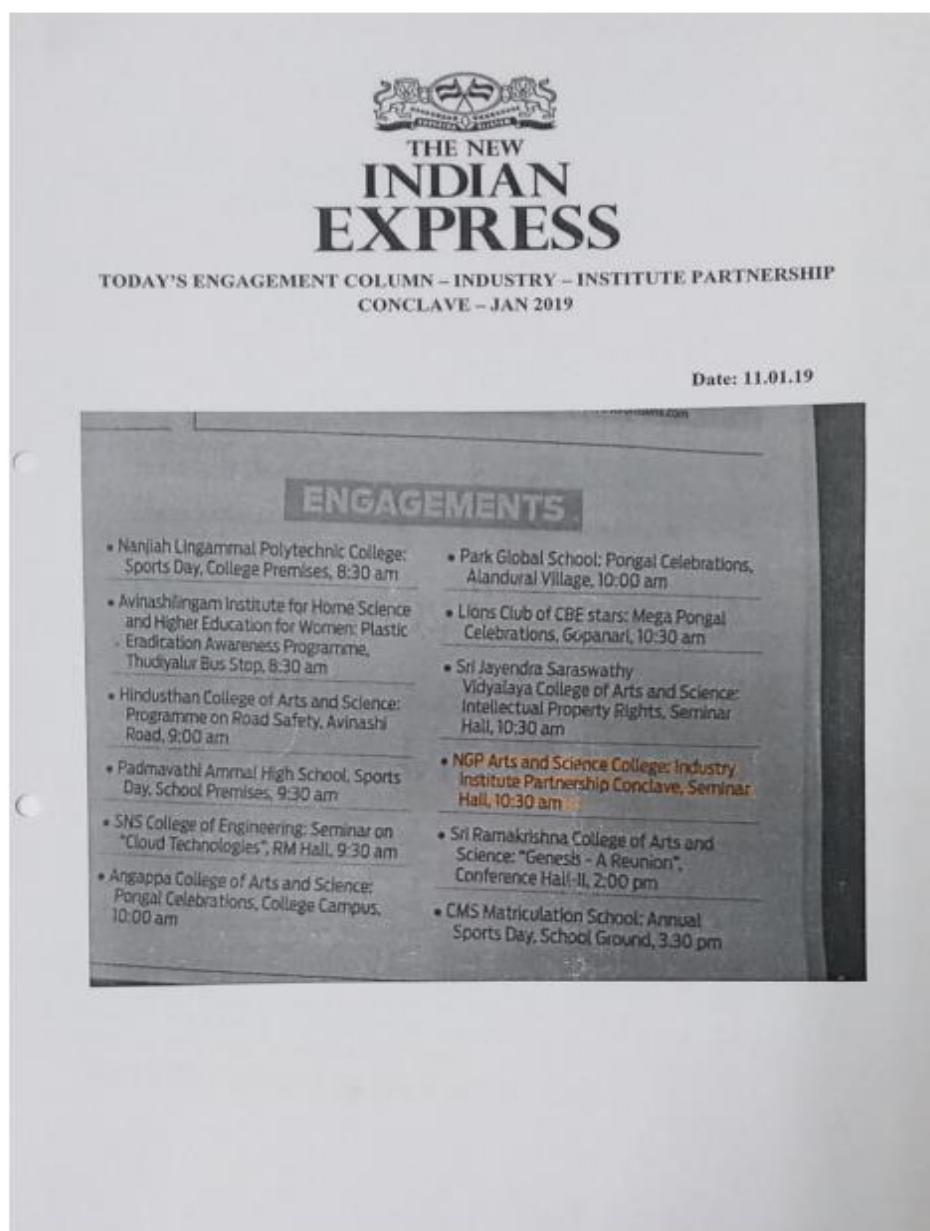 THE NEW
INDIAN
EXPRESS
TODAY'S ENGAGEMENT COLUMN – INDUSTRY – INSTITUTE PARTNERSHIP
CONCLAVE – JAN 2019
Date: 11.01.19
ENGAGEMENTS
• Nanjiah Lingammal Polytechnic College:
Sports Day, College Premises, 8:30 am
• Avinashilingam Institute for Home Science
and Higher Education for Women: Plastic
Eradication Awareness Programme,
Thudiyalur Bus Stop, 8:30 am
• Hindusthan College of Arts and Science:
Programme on Road Safety, Avinashi
Road, 9:00 am
• Padmavathi Ammal High School, Sports
Day, School Premises, 9:30 am
• SNS College of Engineering: Seminar on
"Cloud Technologies", RM Hall, 9:30 am
• Angappa College of Arts and Science:
Pongal Celebrations, College Campus,
10:00 am
• Park Global School: Pongal Celebrations,
Alandurai Village, 10:00 am
• Lions Club of CBE stars: Mega Pongal
Celebrations, Gopanari, 10:30 am
• Sri Jayendra Saraswathy
Vidyalaya College of Arts and Science:
Intellectual Property Rights, Seminar
Hall, 10:30 am
• NGP Arts and Science College: Industry
Institute Partnership Conclave, Seminar
Hall, 10:30 am
• Sri Ramakrishna College of Arts and
Science: "Genesis - A Reunion",
Conference Hall-II, 2:00 pm
• CMS Matriculation School: Annual
Sports Day, School Ground, 3.30 pm